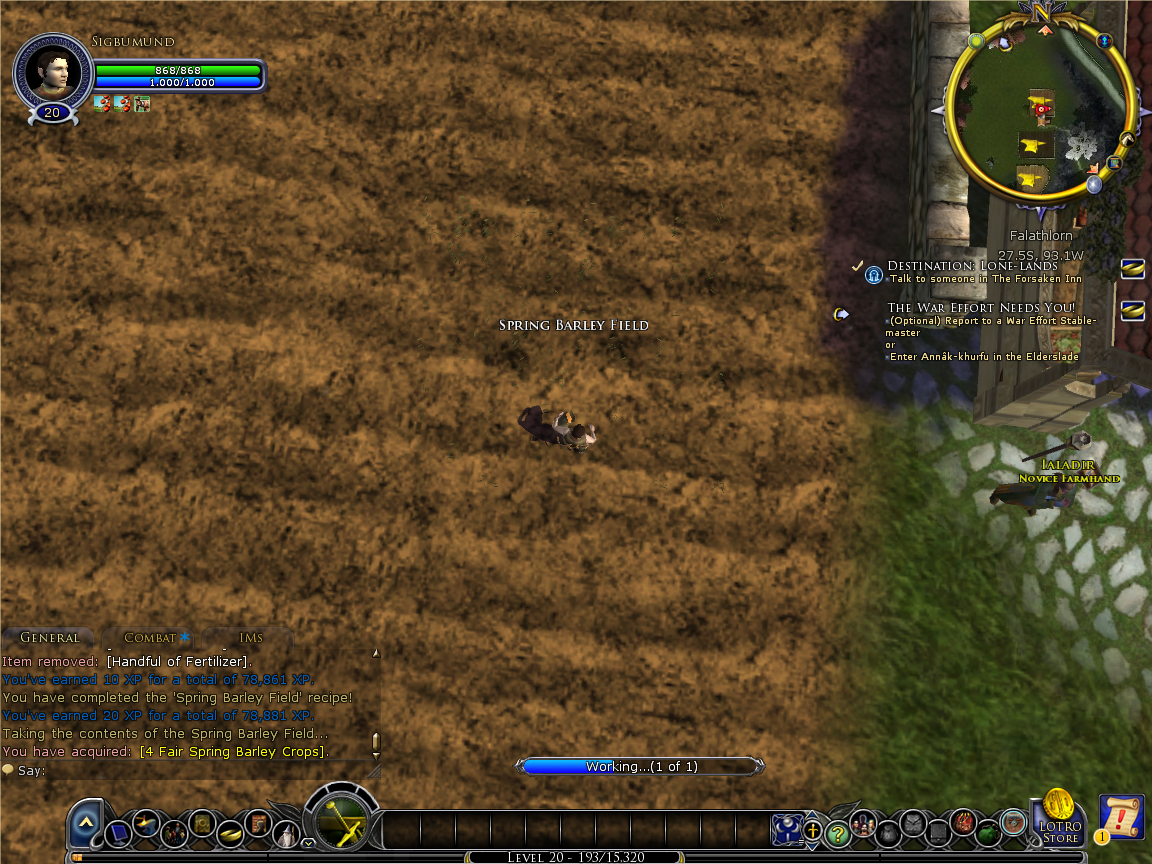 Sigbumund
868/868
1.000/1.000
20
N
Falathlorn
27.5S, 93.1W
Destination: Lone-lands
Talk to someone in The Forsaken Inn
The War Effort Needs You!
(Optional) Report to a War Effort Stable-
master
or
Enter Annâk-khurfu in the Elderslade
Spring Barley Field
Ialadir
Novice Farmhand
General
Combat*
IMs
Item removed: [Handful of Fertilizer].
You've earned 10 XP for a total of 78,861 XP.
You have completed the 'Spring Barley Field' recipe!
You've earned 20 XP for a total of 78,881 XP.
Taking the contents of the Spring Barley Field...
You have acquired: [4 Fair Spring Barley Crops].
Say:
Working...(1 of 1)
LOTRO
Store
1
Level 20 - 193/15,320